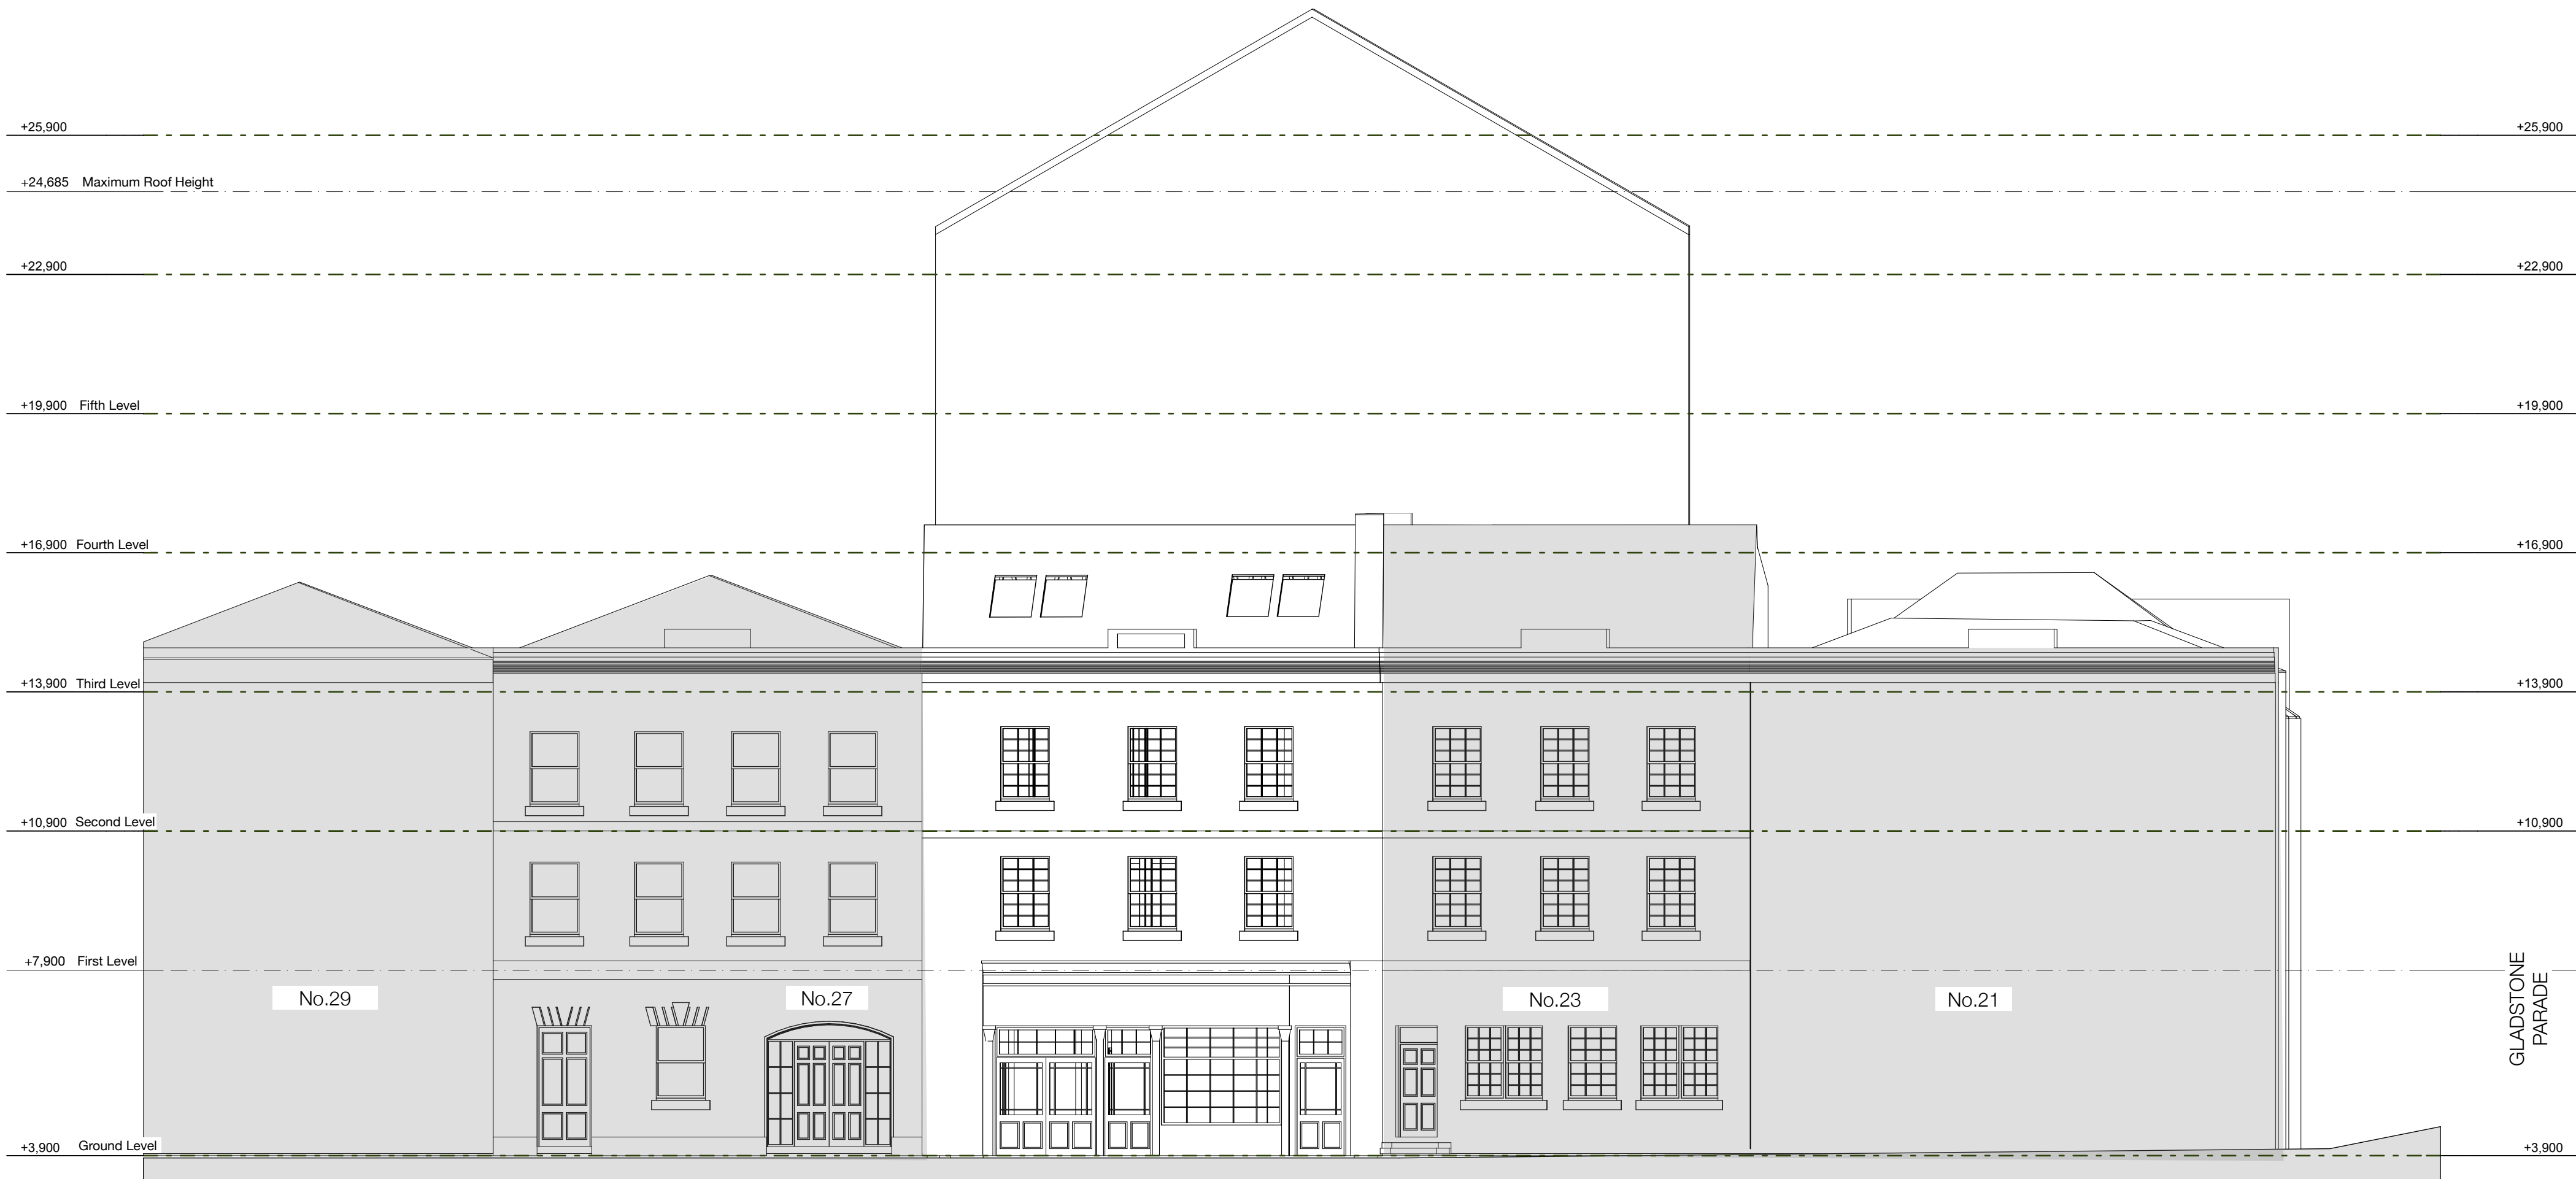 +25,900 +25,900
+24,685 Maximum Roof Height
+22,900 +22,900
+19,900 Fifth Level +19,900
+16,900 Fourth Level +16,900
+13,900 Third Level +13,900
+10,900 Second Level +10,900
+7,900 First Level
No.29
No.27
No.23
No.21
GLADSTONE
PARADE
+3,900 Ground Level +3,900